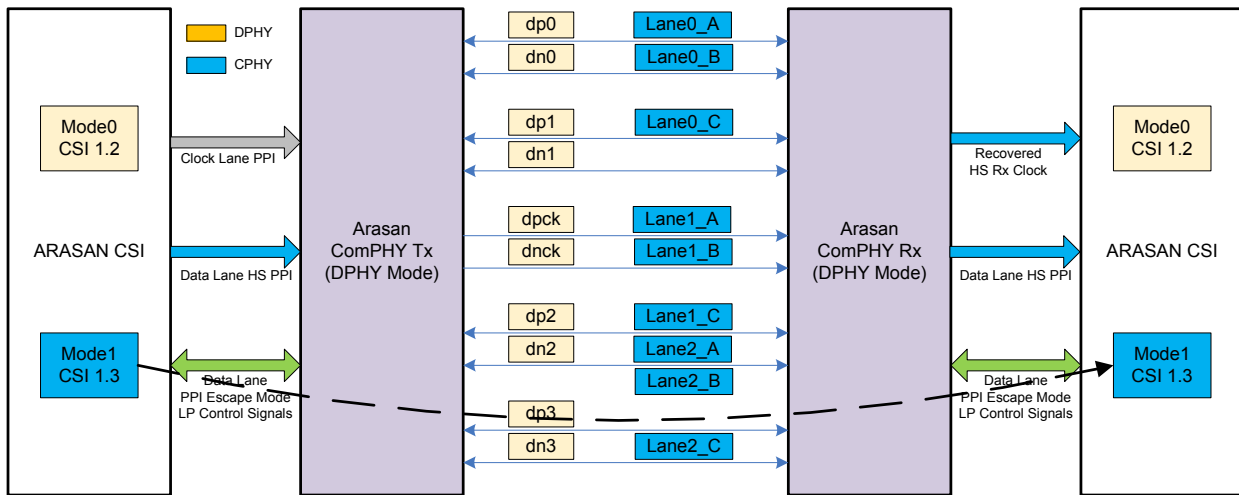 DPHY
CPHY
Mode0
CSI 1.2
Clock Lane PPI
ARASAN CSI
Data Lane HS PPI
Mode1
CSI 1.3
Data Lane
PPI Escape Mode
LP Control Signals
Arasan
ComPHY Tx
(DPHY Mode)
dp0 Lane0_A
dn0 Lane0_B
dp1 Lane0_C
dn1
dpck Lane1_A
dnck Lane1_B
dp2 Lane1_C
dn2 Lane2_A
Lane2_B
dp3
dn3 Lane2_C
Arasan
ComPHY Rx
(DPHY Mode)
Recovered
HS Rx Clock
Data Lane HS PPI
Data Lane
PPI Escape Mode
LP Control Signals
Mode0
CSI 1.2
ARASAN CSI
Mode1
CSI 1.3